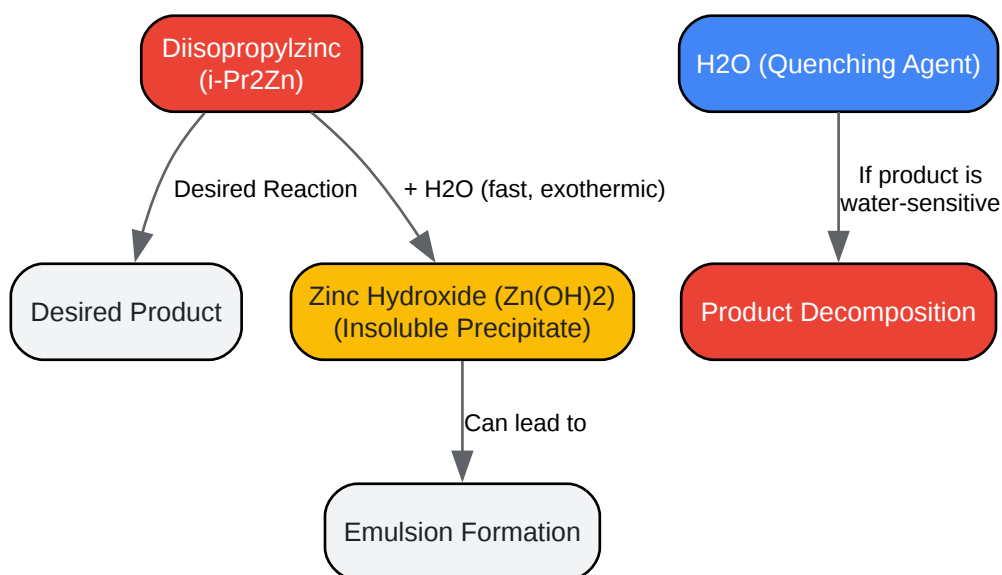 Diisopropylzinc
(i-Pr2Zn)
H2O (Quenching Agent)
Desired Reaction
+ H2O (fast, exothermic)
If product is
water-sensitive
Desired Product
Zinc Hydroxide (Zn(OH)2)
(Insoluble Precipitate)
Product Decomposition
Can lead to
Emulsion Formation